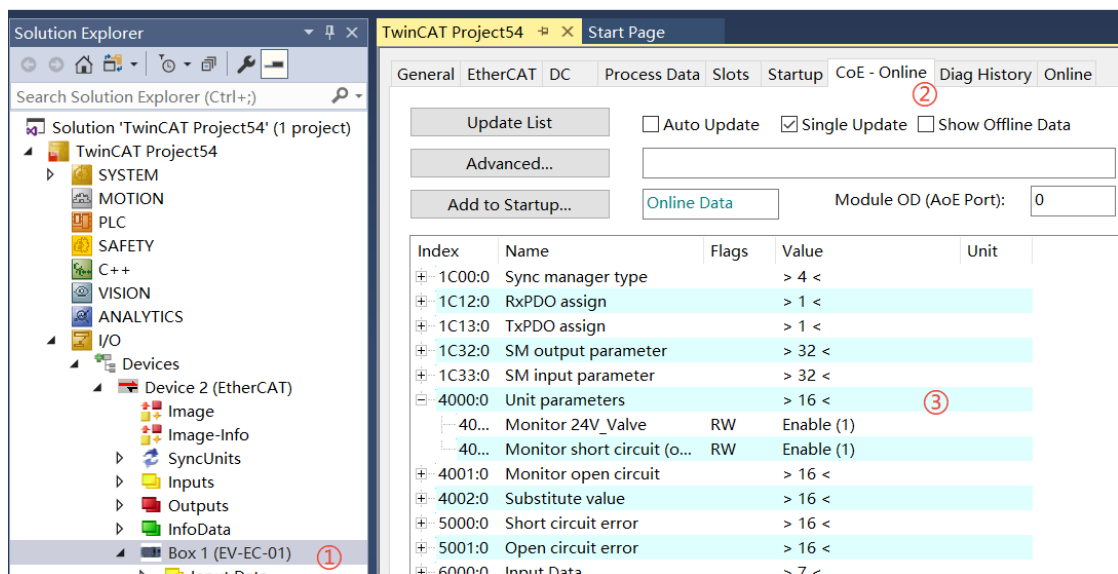 Solution Explorer
Search Solution Explorer (Ctrl+;)
Solution 'TwinCAT Project54' (1 project)
TwinCAT Project54
SYSTEM
MOTION
PLC
SAFETY
C++
VISION
ANALYTICS
I/O
Devices
Device 2 (EtherCAT)
Image
Image-Info
SyncUnits
Inputs
Outputs
InfoData
Box 1 (EV-EC-01) ①
TwinCAT Project54 Start Page
General EtherCAT DC Process Data Slots Startup CoE - Online Diag History Online
②
Update List Auto Update Single Update Show Offline Data
Advanced...
Add to Startup... Online Data Module OD (AoE Port): 0
Index Name Flags Value Unit
1C00:0 Sync manager type > 4 <
1C12:0 RxPDO assign > 1 <
1C13:0 TxPDO assign > 1 <
1C32:0 SM output parameter > 32 <
1C33:0 SM input parameter > 32 <
4000:0 Unit parameters > 16 < ③
40... Monitor 24V_Valve RW Enable (1)
40... Monitor short circuit (o... RW Enable (1)
4001:0 Monitor open circuit > 16 <
4002:0 Substitute value > 16 <
5000:0 Short circuit error > 16 <
5001:0 Open circuit error > 16 <
6000:0 Input Data > 7 <